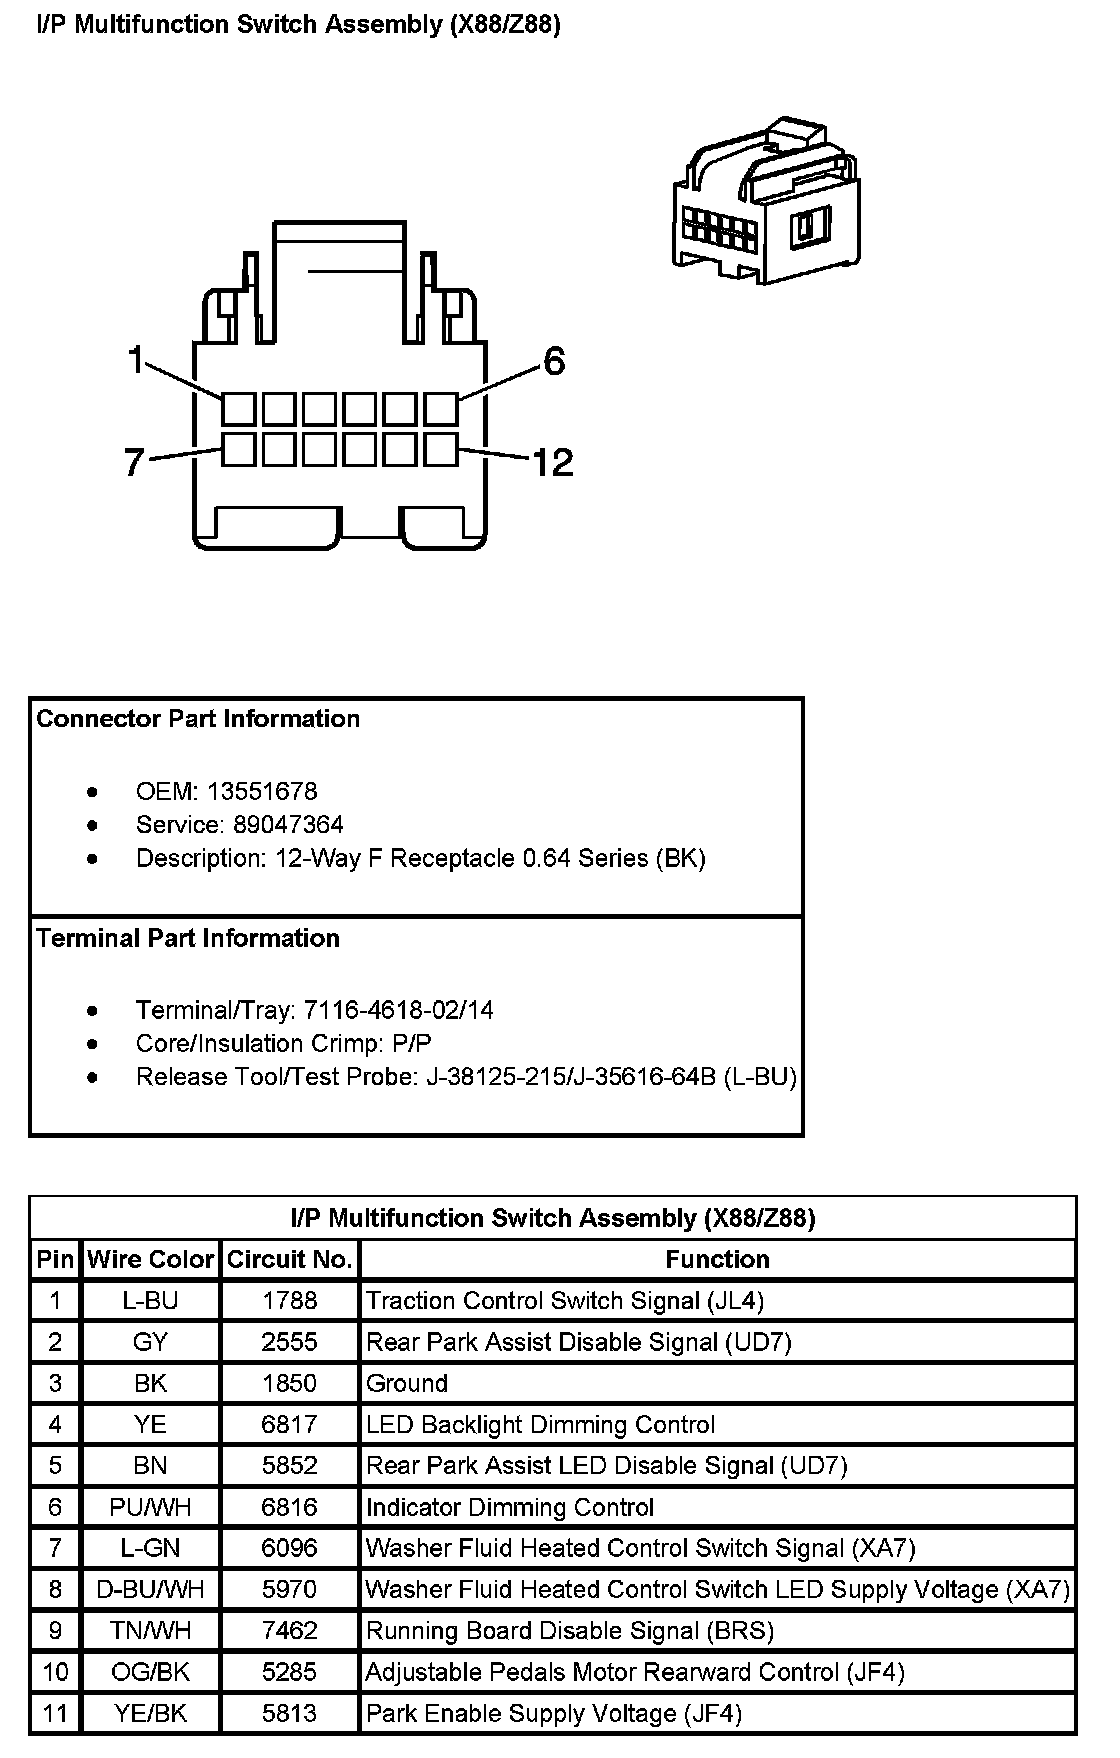 I/P Multifunction Switch Assembly (X88/Z88)
1
6
7
12
Connector Part Information
● OEM: 13551678
● Service: 89047364
● Description: 12-Way F Receptacle 0.64 Series (BK)
Terminal Part Information
● Terminal/Tray: 7116-4618-02/14
● Core/Insulation Crimp: P/P
● Release Tool/Test Probe: J-38125-215/J-35616-64B (L-BU)
I/P Multifunction Switch Assembly (X88/Z88)
Pin Wire Color Circuit No. Function
1 L-BU 1788 Traction Control Switch Signal (JL4)
2 GY 2555 Rear Park Assist Disable Signal (UD7)
3 BK 1850 Ground
4 YE 6817 LED Backlight Dimming Control
5 BN 5852 Rear Park Assist LED Disable Signal (UD7)
6 PU/WH 6816 Indicator Dimming Control
7 L-GN 6096 Washer Fluid Heated Control Switch Signal (XA7)
8 D-BU/WH 5970 Washer Fluid Heated Control Switch LED Supply Voltage (XA7)
9 TN/WH 7462 Running Board Disable Signal (BRS)
10 OG/BK 5285 Adjustable Pedals Motor Rearward Control (JF4)
11 YE/BK 5813 Park Enable Supply Voltage (JF4)